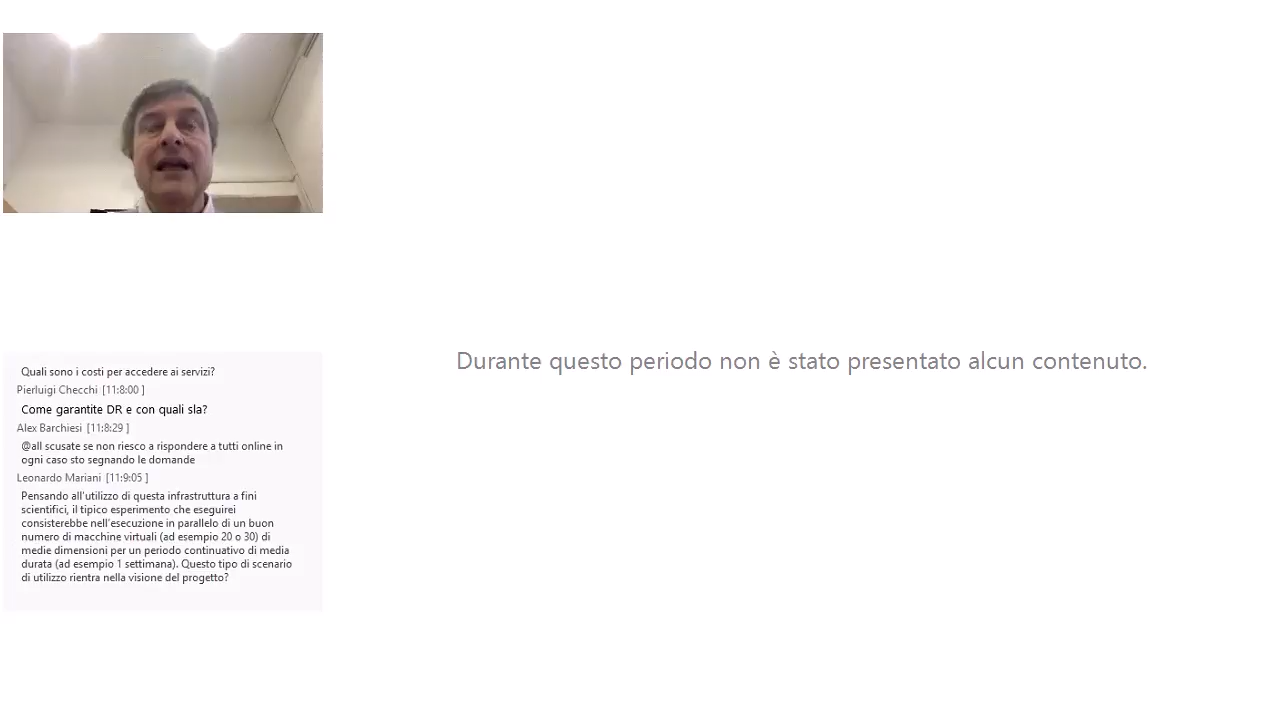 Quali sono i costi per accedere ai servizi?
Pierluigi Checchi [11:8:00 ]
Come garantite DR e con quali sla?
Alex Barchiesi [11:8:29 ]
@all scusate se non riesco a rispondere a tutti online in
ogni caso sto segnando le domande
Leonardo Mariani [11:9:05 ]
Pensando all'utilizzo di questa infrastruttura a fini
scientifici, il tipico esperimento che eseguirei
consisterebbe nell'esecuzione in parallelo di un buon
numero di macchine virtuali (ad esempio 20 o 30) di
medie dimensioni per un periodo continuativo di media
durata (ad esempio 1 settimana). Questo tipo di scenario
di utilizzo rientra nella visione del progetto?
Durante questo periodo non è stato presentato alcun contenuto.